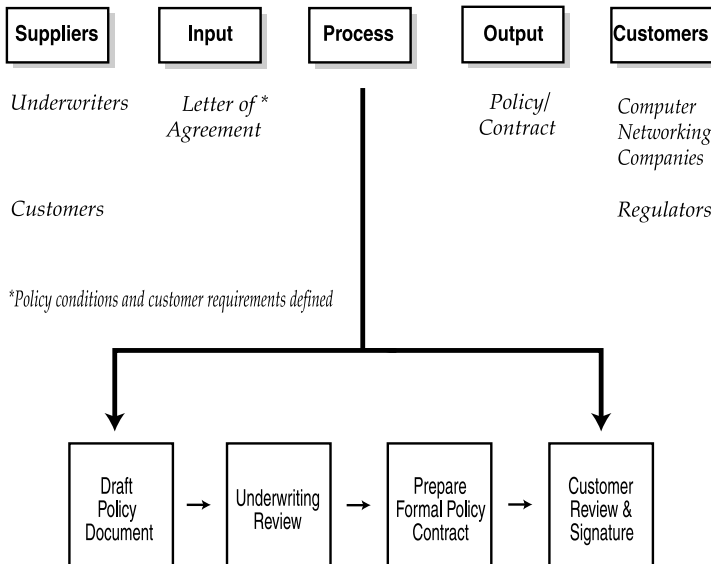 Suppliers
Input
Process
Output
Customers
Underwriters
Letter of *
Agreement
Policy/
Contract
Computer
Networking
Companies
Customers
Regulators
*Policy conditions and customer requirements defined
Draft
Policy
Document
Underwriting
Review
Prepare
Formal Policy
Contract
Customer
Review &
Signature